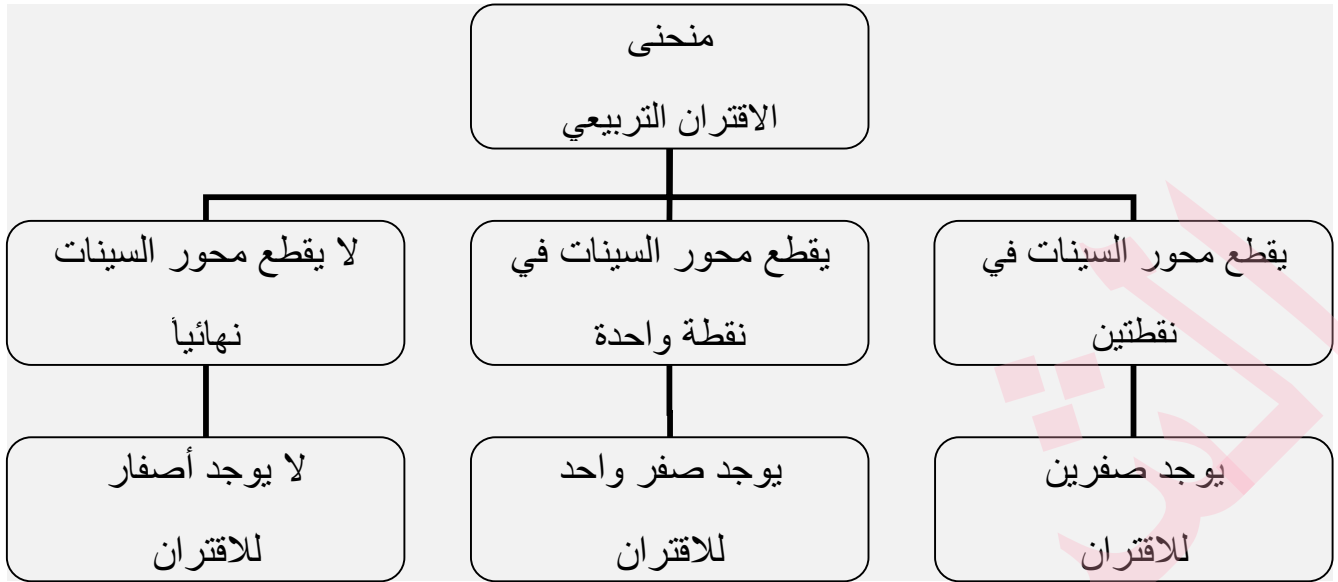 منحنى
الاقتران التربيعي
يقطع محور السينات في
نقطتين
يقطع محور السينات في
نقطة واحدة
لا يقطع محور السينات
نهائياً
يوجد صفرين
للاقتران
يوجد صفر واحد
للاقتران
لا يوجد أصفار
للاقتران